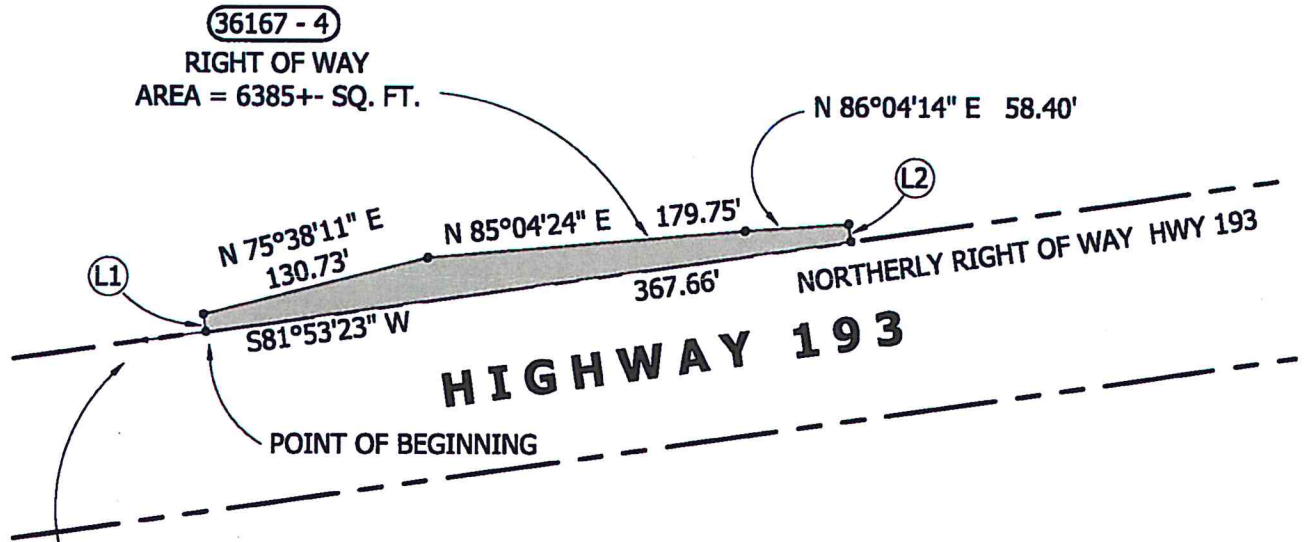 36167 - 4
RIGHT OF WAY
AREA = 6385+- SQ. FT.
N 86°04'14" E 58.40'
L2
N 75°38'11" E
130.73'
N 85°04'24" E 179.75'
L1
367.66'
NORTHERLY RIGHT OF WAY HWY 193
S81°53'23" W
HIGHWAY 193
POINT OF BEGINNING